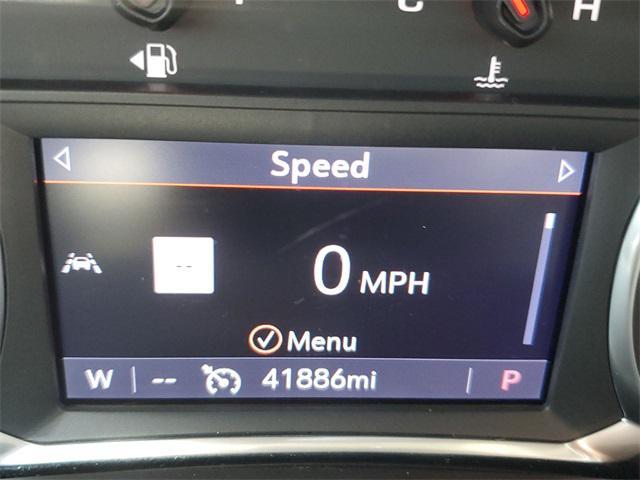 C H
Speed
--
0 MPH
Menu
W -- 41886mi P